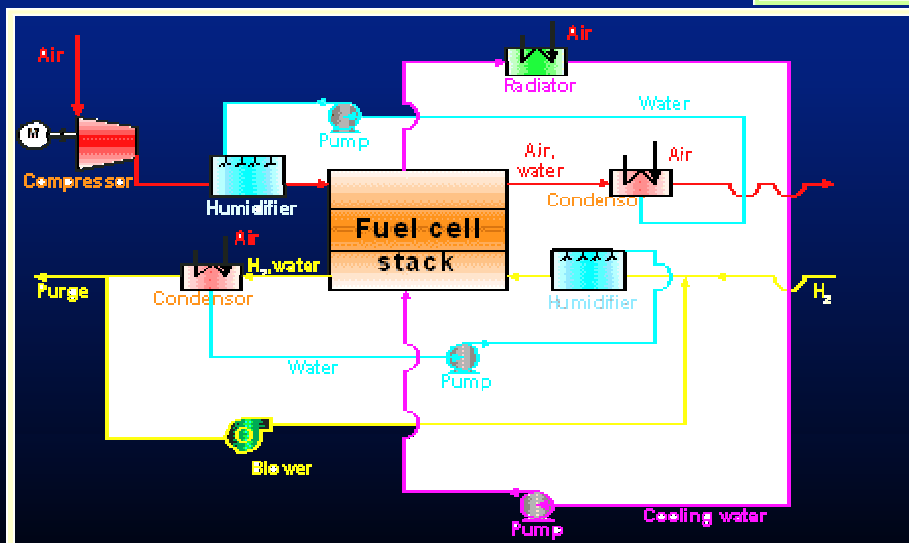 Air
Air
M
Radiator
Water
Pump
Air,
water
Air
Compressor
Condensor
Humidifier
Fuel cell
stack
Air
H2,water
Purge
Condensor
Humidifier
H2
Water
Pump
Blower
Pump
Cooling water